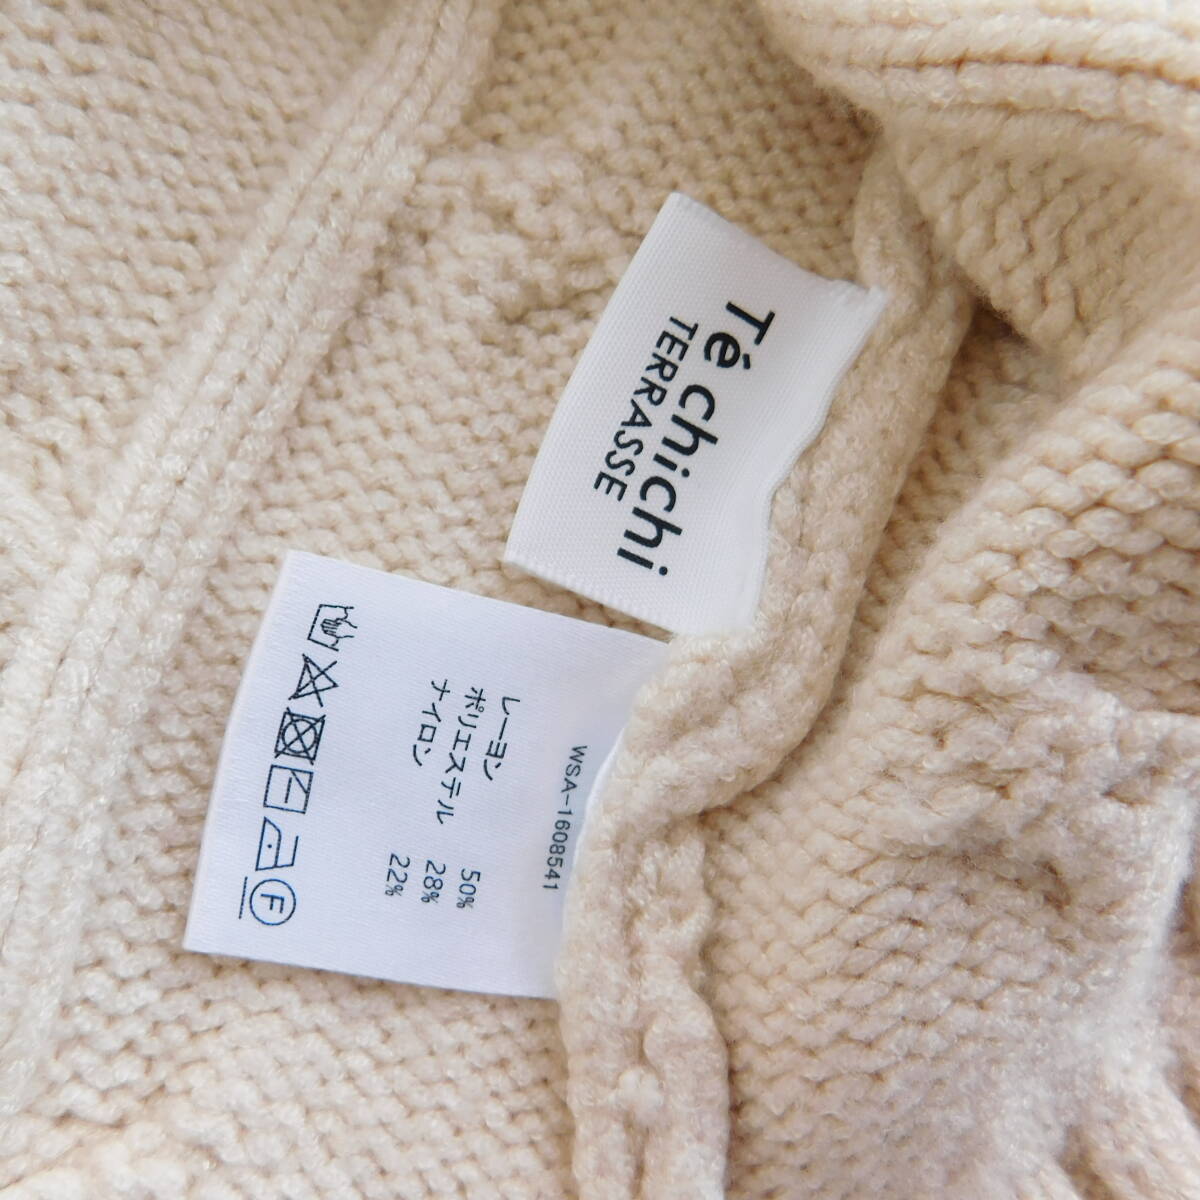 Té chichi
TERRASSE
WSA-1608541
レーヨン 50%
ポリエステル 28%
ナイロン 22%
F